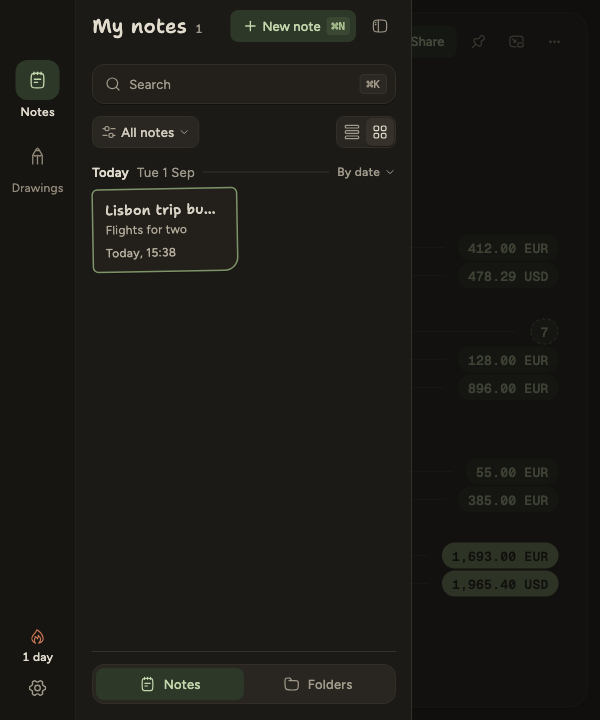 My notes 1
+ New note ⌘N
Share
Notes
Search ⌘K
All notes
Drawings
Today Tue 1 Sep By date
Lisbon trip bu...
Flights for two
Today, 15:38
412.00 EUR
478.29 USD
7
128.00 EUR
896.00 EUR
55.00 EUR
385.00 EUR
1,693.00 EUR
1,965.40 USD
1 day
Notes Folders